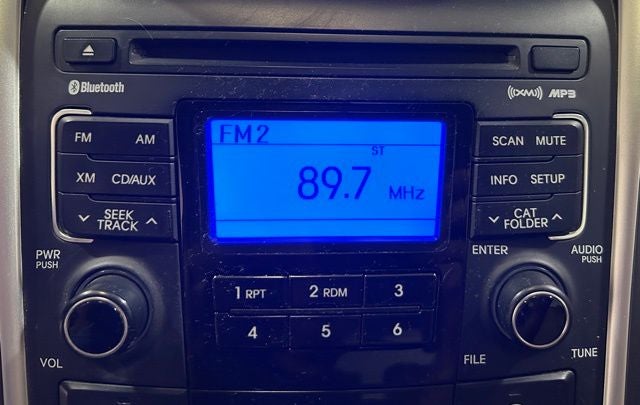 Bluetooth
XM MP3
FM AM
FM2
SCAN MUTE
ST
XM CD/AUX
89.7 MHz
INFO SETUP
SEEK
TRACK
CAT
FOLDER
PWR
PUSH
ENTER
AUDIO
PUSH
1 RPT
2 RDM
3
4
5
6
VOL
FILE
TUNE